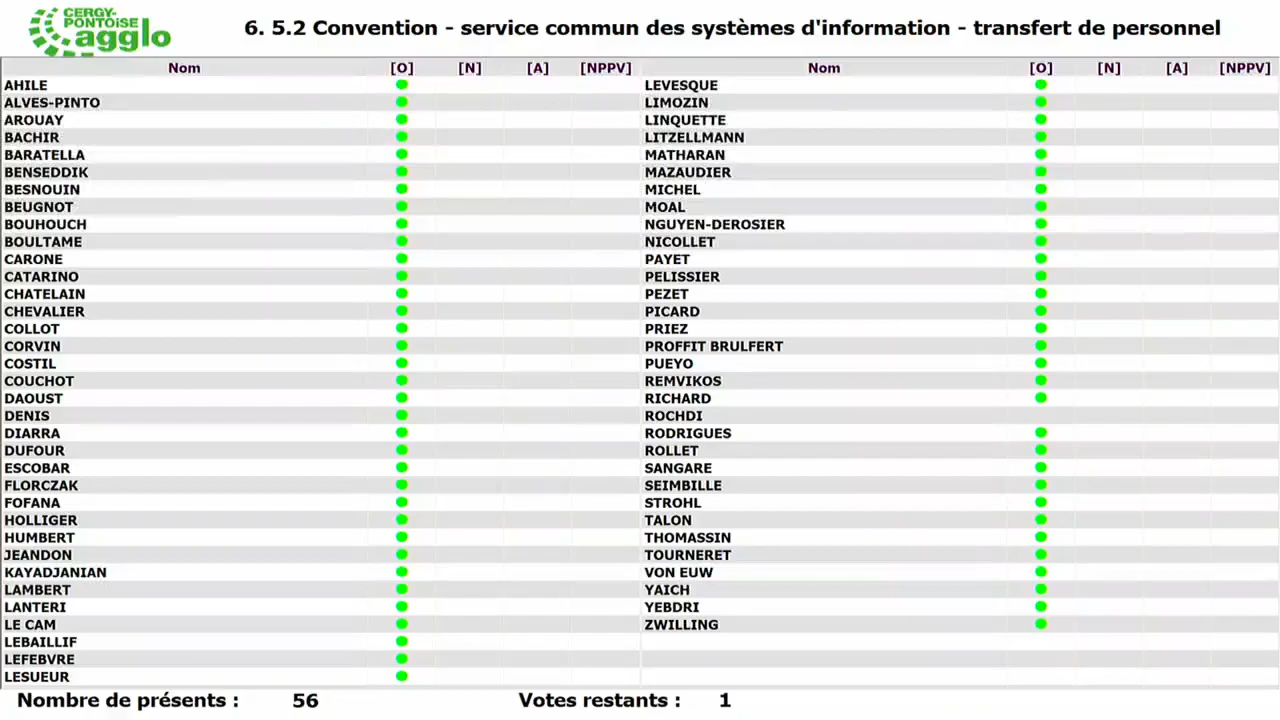 CERGY-
PONTOISE
agglo
6. 5.2 Convention - service commun des systèmes d'information - transfert de personnel
Nom [O] [N] [A] [NPPV] Nom [O] [N] [A] [NPPV]
AHILE LEVESQUE
ALVES-PINTO LIMOZIN
AROUAY LINQUETTE
BACHIR LITZELLMANN
BARATELLA MATHARAN
BENSEDDIK MAZAUDIER
BESNOUIN MICHEL
BEUGNOT MOAL
BOUHOUCH NGUYEN-DEROSIER
BOULTAME NICOLLET
CARONE PAYET
CATARINO PELISSIER
CHATELAIN PEZET
CHEVALIER PICARD
COLLOT PRIEZ
CORVIN PROFFIT BRULFERT
COSTIL PUEYO
COUCHOT REMVIKOS
DAOUST RICHARD
DENIS ROCHDI
DIARRA RODRIGUES
DUFOUR ROLLET
ESCOBAR SANGARE
FLORCZAK SEIMBILLE
FOFANA STROHL
HOLLIGER TALON
HUMBERT THOMASSIN
JEANDON TOURNERET
KAYADJANIAN VON EUW
LAMBERT YAICH
LANTERI YEBDRI
LE CAM ZWILLING
LEBAILLIF
LEFEBVRE
LESUEUR
Nombre de présents : 56 Votes restants : 1